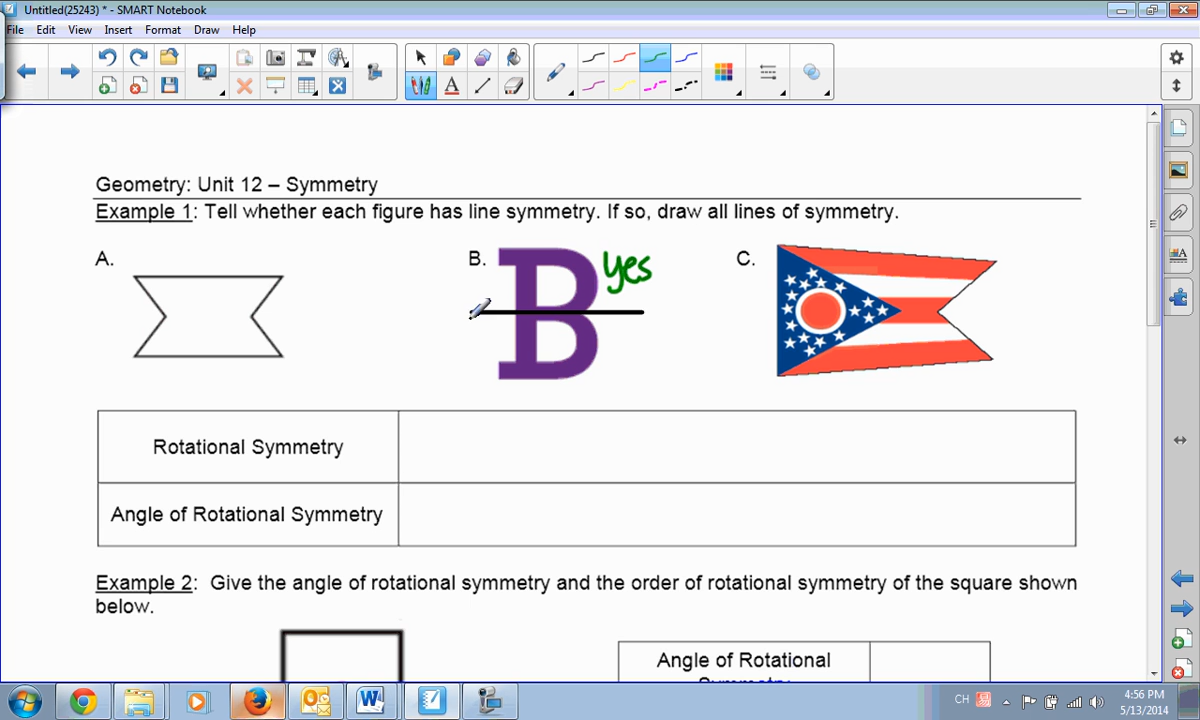 Untitled(25243) * - SMART Notebook
File Edit View Insert Format Draw Help
Geometry: Unit 12 – Symmetry
Example 1: Tell whether each figure has line symmetry. If so, draw all lines of symmetry.
A. B. B yes C.
Rotational Symmetry
Angle of Rotational Symmetry
Example 2: Give the angle of rotational symmetry and the order of rotational symmetry of the square shown
below.
Angle of Rotational
Symmetry
CH 4:56 PM
5/13/2014